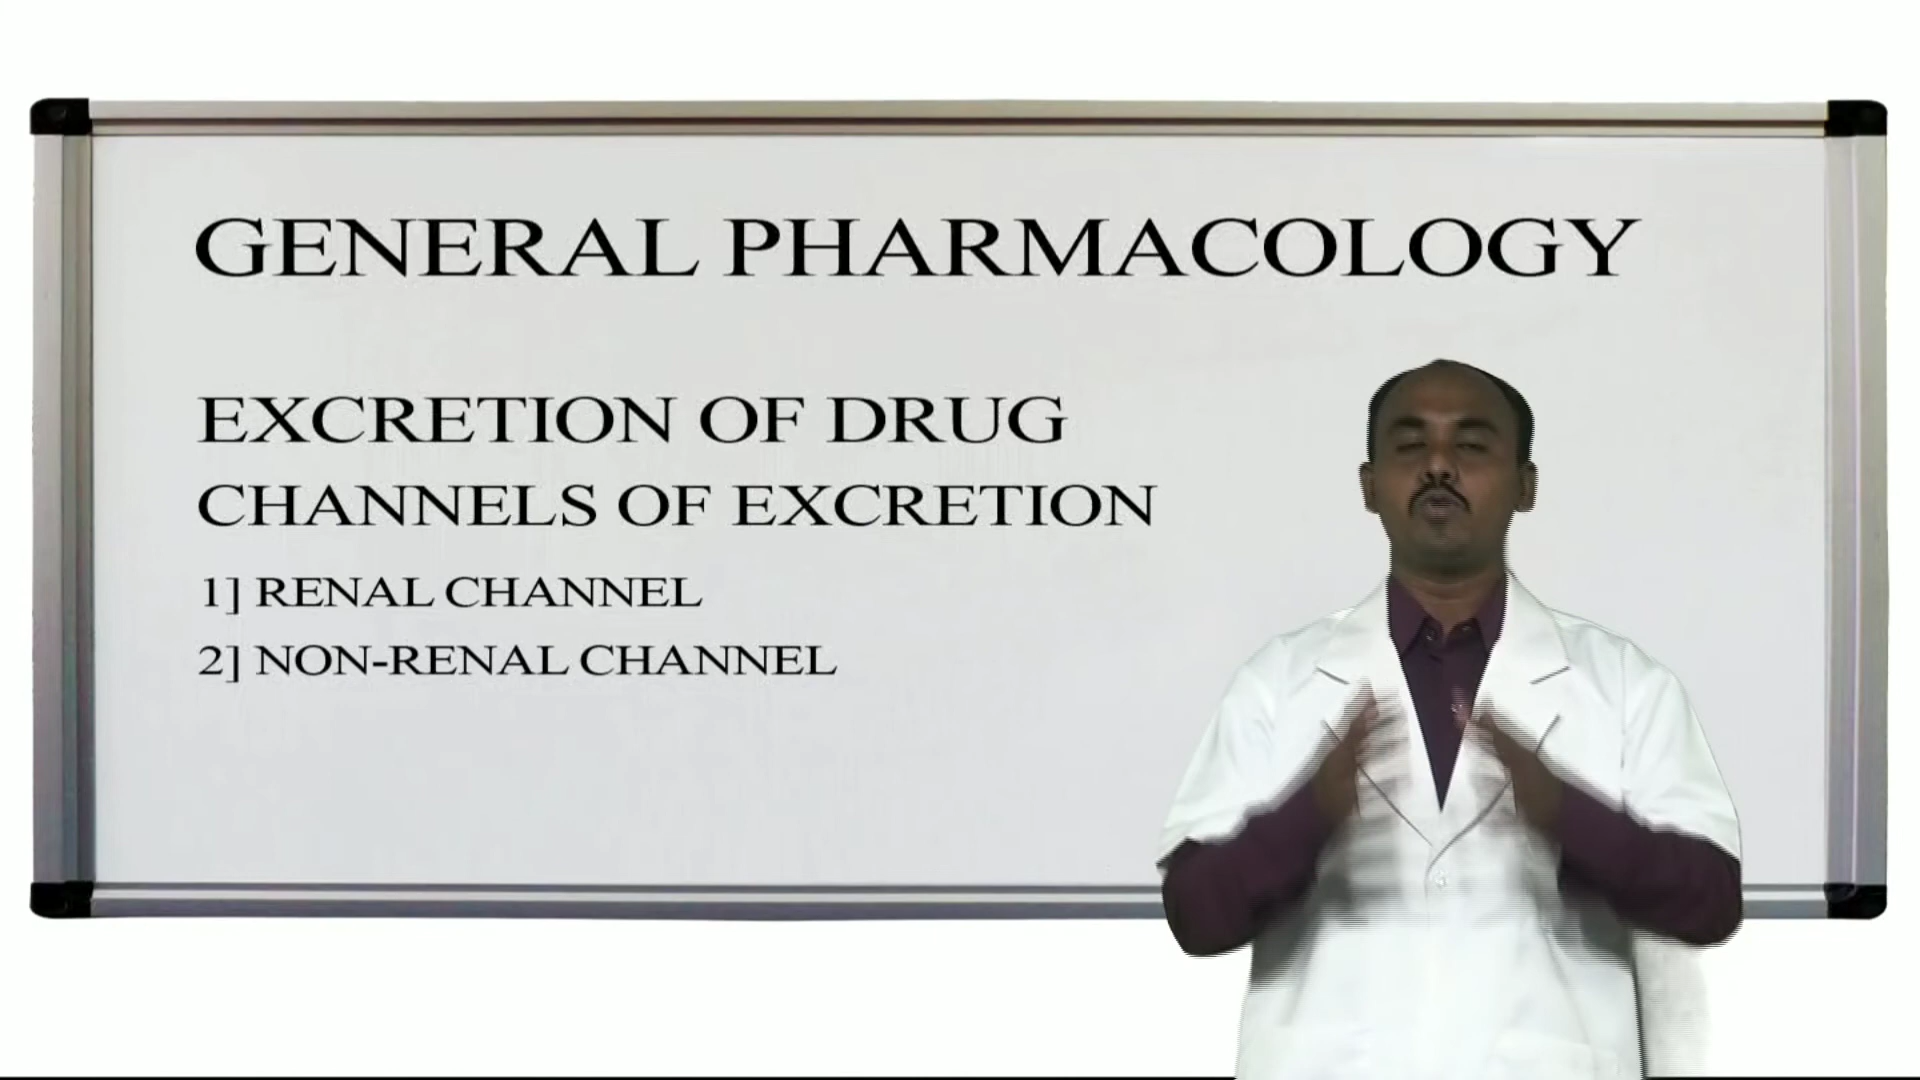 GENERAL PHARMACOLOGY
EXCRETION OF DRUG
CHANNELS OF EXCRETION
1] RENAL CHANNEL
2] NON-RENAL CHANNEL